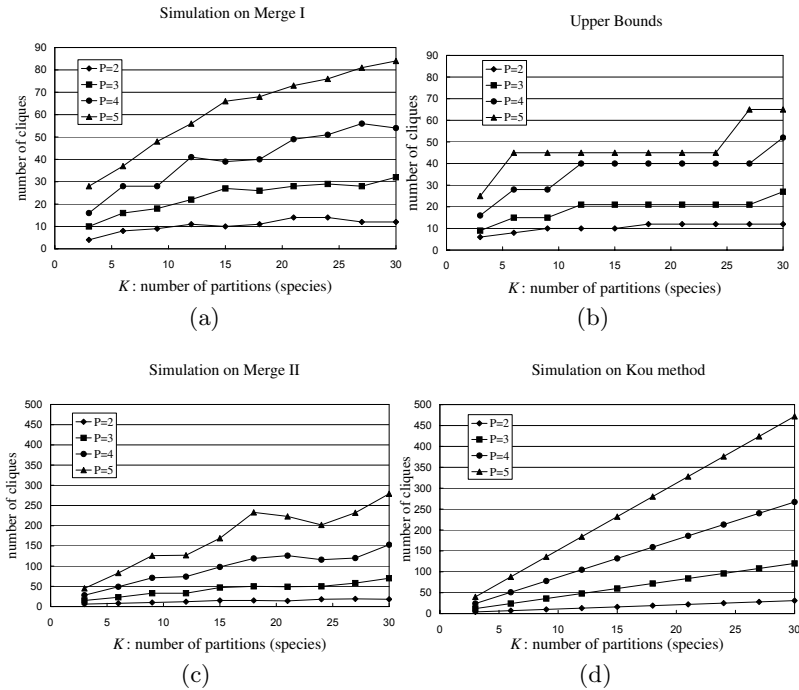 Simulation on Merge I
90
80
70
60
50
40
30
20
10
0
number of cliques
P=2
P=3
P=4
P=5
0 5 10 15 20 25 30
K: number of partitions (species)
(a)
Upper Bounds
90
80
70
60
50
40
30
20
10
0
number of cliques
P=2
P=3
P=4
P=5
0 5 10 15 20 25 30
K: number of partitions (species)
(b)
Simulation on Merge II
500
450
400
350
300
250
200
150
100
50
0
number of cliques
P=2
P=3
P=4
P=5
0 5 10 15 20 25 30
K: number of partitions (species)
(c)
Simulation on Kou method
500
450
400
350
300
250
200
150
100
50
0
number of cliques
P=2
P=3
P=4
P=5
0 5 10 15 20 25 30
K: number of partitions (species)
(d)